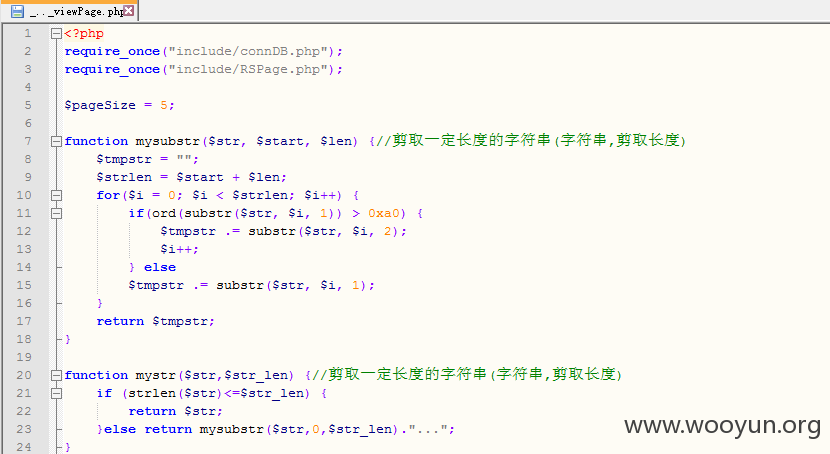 _.._viewPage.php
1 <?php
2 require_once("include/connDB.php");
3 require_once("include/RSPage.php");
4
5 $pageSize = 5;
6
7 function mysubstr($str, $start, $len) {//剪取一定长度的字符串(字符串,剪取长度)
8 $tmpstr = "";
9 $strlen = $start + $len;
10 for($i = 0; $i < $strlen; $i++) {
11 if(ord(substr($str, $i, 1)) > 0xa0) {
12 $tmpstr .= substr($str, $i, 2);
13 $i++;
14 } else
15 $tmpstr .= substr($str, $i, 1);
16 }
17 return $tmpstr;
18 }
19
20 function mystr($str,$str_len) {//剪取一定长度的字符串(字符串,剪取长度)
21 if (strlen($str)<=$str_len) {
22 return $str;
23 }else return mysubstr($str,0,$str_len)."...";
24 }
www.wooyun.org